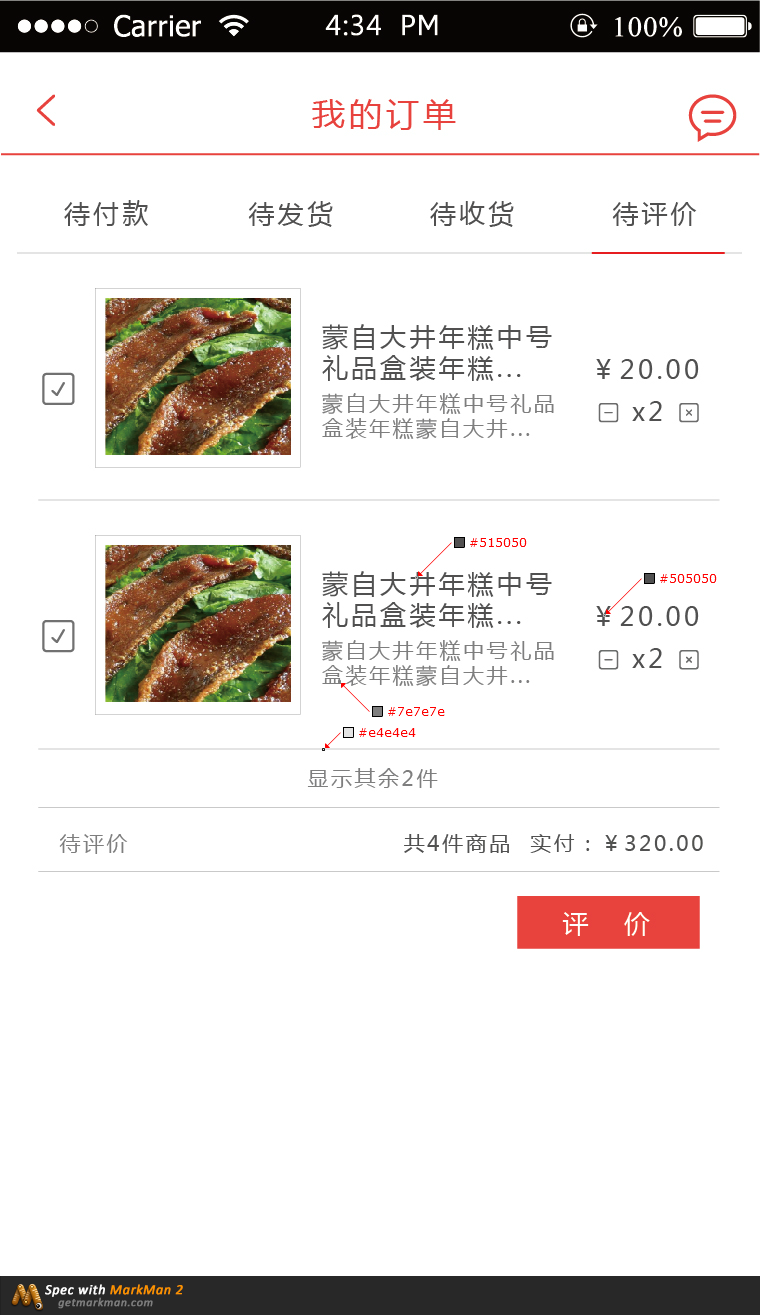 Carrier 4:34 PM 100%
我的订单
待付款 待发货 待收货 待评价
蒙自大井年糕中号
礼品盒装年糕...
蒙自大井年糕中号礼品
盒装年糕蒙自大井...
¥20.00
x2
#515050
#505050
蒙自大井年糕中号
礼品盒装年糕...
蒙自大井年糕中号礼品
盒装年糕蒙自大井...
¥20.00
x2
#7e7e7e
#e4e4e4
显示其余2件
待评价 共4件商品 实付：¥320.00
评 价
Spec with MarkMan 2
getmarkman.com